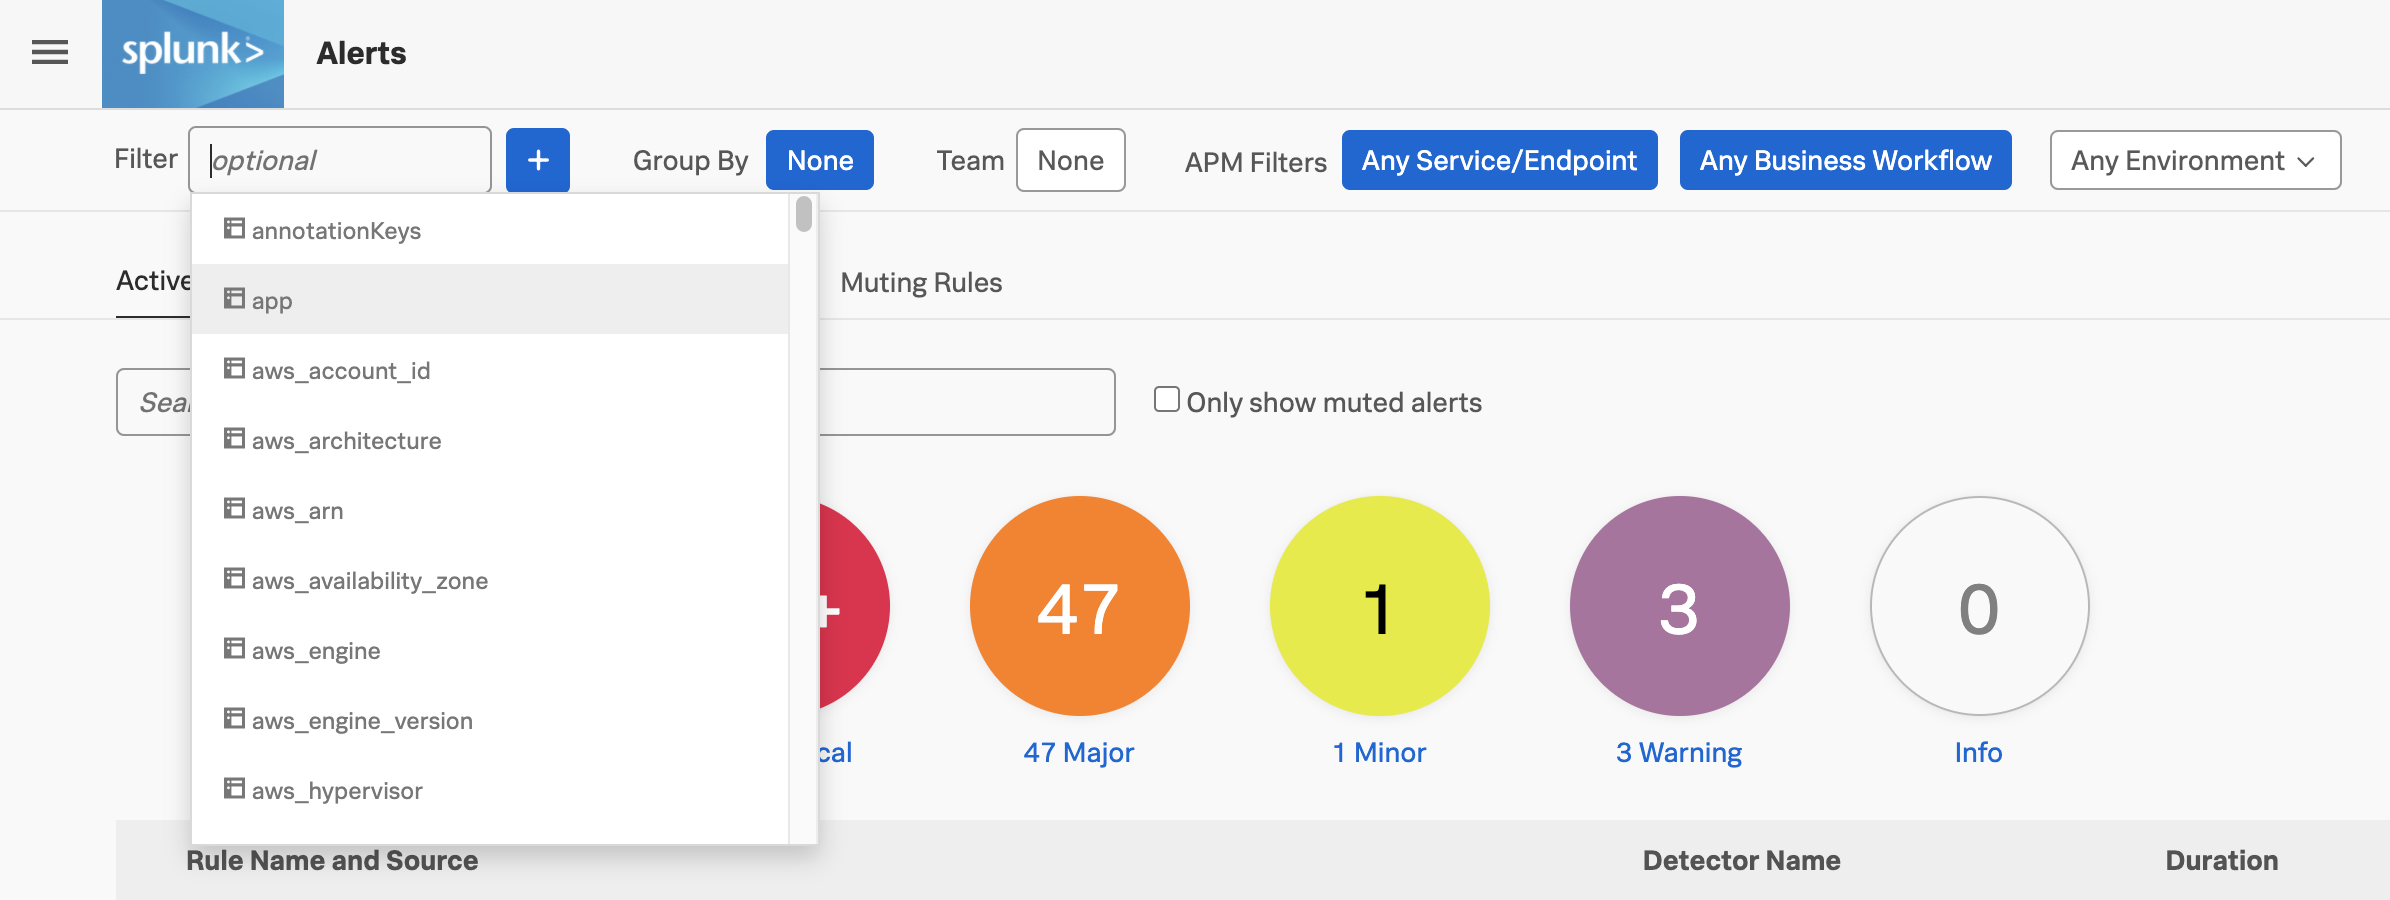 splunk> Alerts
Filter optional + Group By None Team None APM Filters Any Service/Endpoint Any Business Workflow Any Environment
annotationKeys
Active Muting Rules
app
aws_account_id
Only show muted alerts
aws_architecture
aws_arn
aws_availability_zone
47 1 3 0
aws_engine
aws_engine_version
47 Major 1 Minor 3 Warning Info
aws_hypervisor
Rule Name and Source Detector Name Duration